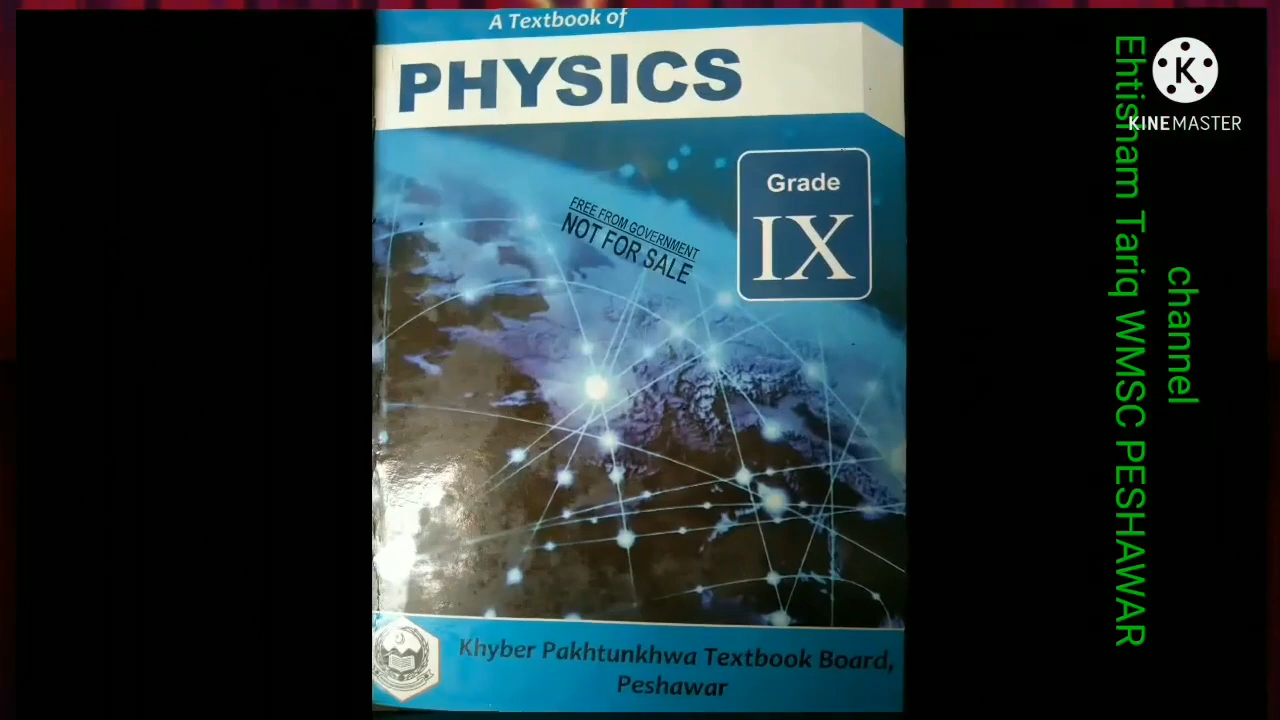 A Textbook of
PHYSICS
Grade
IX
FREE FROM GOVERNMENT
NOT FOR SALE
Khyber Pakhtunkhwa Textbook Board,
Peshawar
K
KINEMASTER
channel
Ehtisham Tariq WMSC PESHAWAR